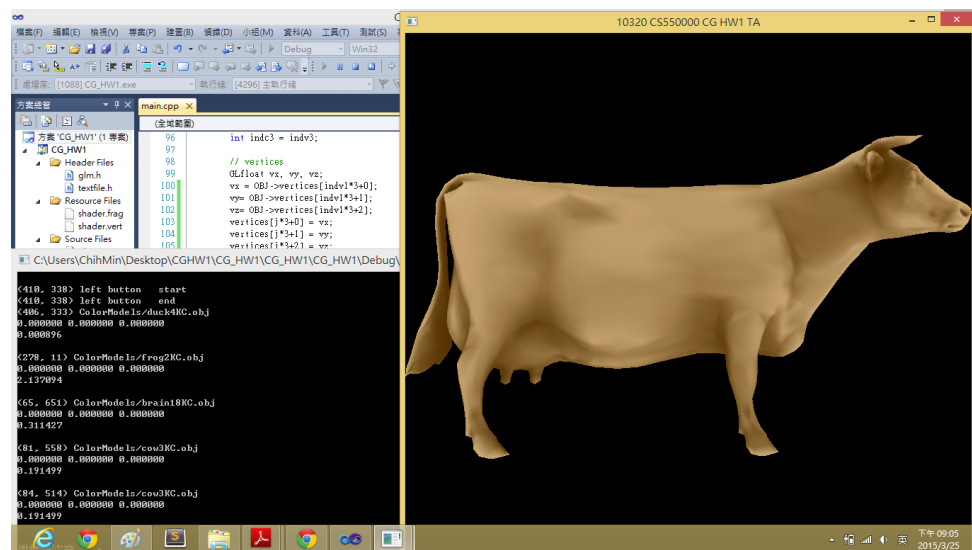 10320 CS550000 CG HW1 TA
檔案(F) 編輯(E) 檢視(V) 專案(P) 建置(B) 偵錯(D) 小組(M) 資料(A) 工具(T) 測試(S)
Debug Win32
處理序: [1088] CG_HW1.exe 執行緒: [4296] 主執行緒
方案總管
main.cpp
(全域範圍)
方案 'CG_HW1' (1 專案)
CG_HW1
Header Files
glm.h
textfile.h
Resource Files
shader.frag
shader.vert
Source Files
96 int indc3 = indv3;
97
98 // vertices
99 GLfloat vx, vy, vz;
100 vx = OBJ->vertices[indv1*3+0];
101 vy= OBJ->vertices[indv1*3+1];
102 vz= OBJ->vertices[indv1*3+2];
103 vertices[j*3+0] = vx;
104 vertices[j*3+1] = vy;
105 vertices[j*3+2] = vz;
C:\Users\ChihMin\Desktop\CGHW1\CG_HW1\CG_HW1\CG_HW1\Debug\
(410, 338) left button start
(410, 338) left button end
(406, 333) ColorModels/duck4KC.obj
0.000000 0.000000 0.000000
0.000896
(278, 11) ColorModels/frog2KC.obj
0.000000 0.000000 0.000000
2.137094
(65, 651) ColorModels/brain18KC.obj
0.000000 0.000000 0.000000
0.311427
(81, 558) ColorModels/cow3KC.obj
0.000000 0.000000 0.000000
0.191499
(84, 514) ColorModels/cow3KC.obj
0.000000 0.000000 0.000000
0.191499
英
下午 09:05
2015/3/25